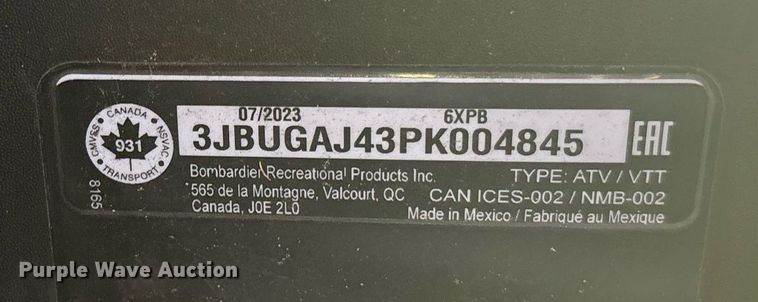 07/2023 6XPB
3JBUGAJ43PK004845
CANADA
CMVSS NSVAC
931
TRANSPORT
8165
EAC
Bombardier Recreational Products Inc.
565 de la Montagne, Valcourt, QC
Canada, J0E 2L0
TYPE: ATV / VTT
CAN ICES-002 / NMB-002
Made in Mexico / Fabriqué au Mexique
Purple Wave Auction